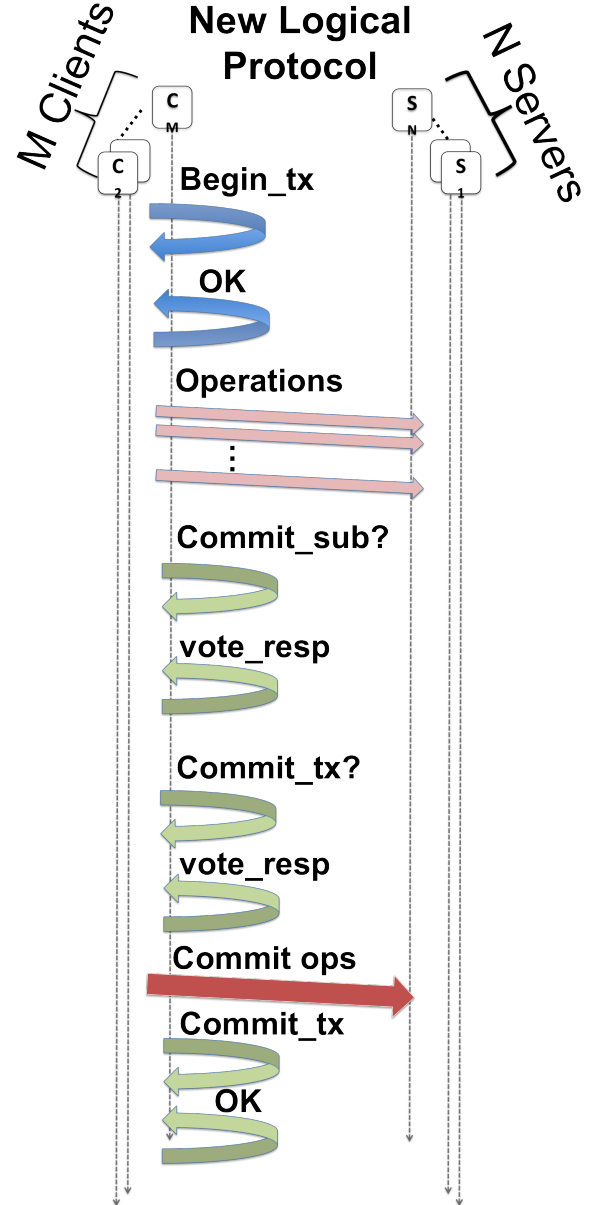 New Logical
Protocol
M Clients
N Servers
C
M
S
N
C
2
S
1
Begin_tx
OK
Operations
Commit_sub?
vote_resp
Commit_tx?
vote_resp
Commit ops
Commit_tx
OK